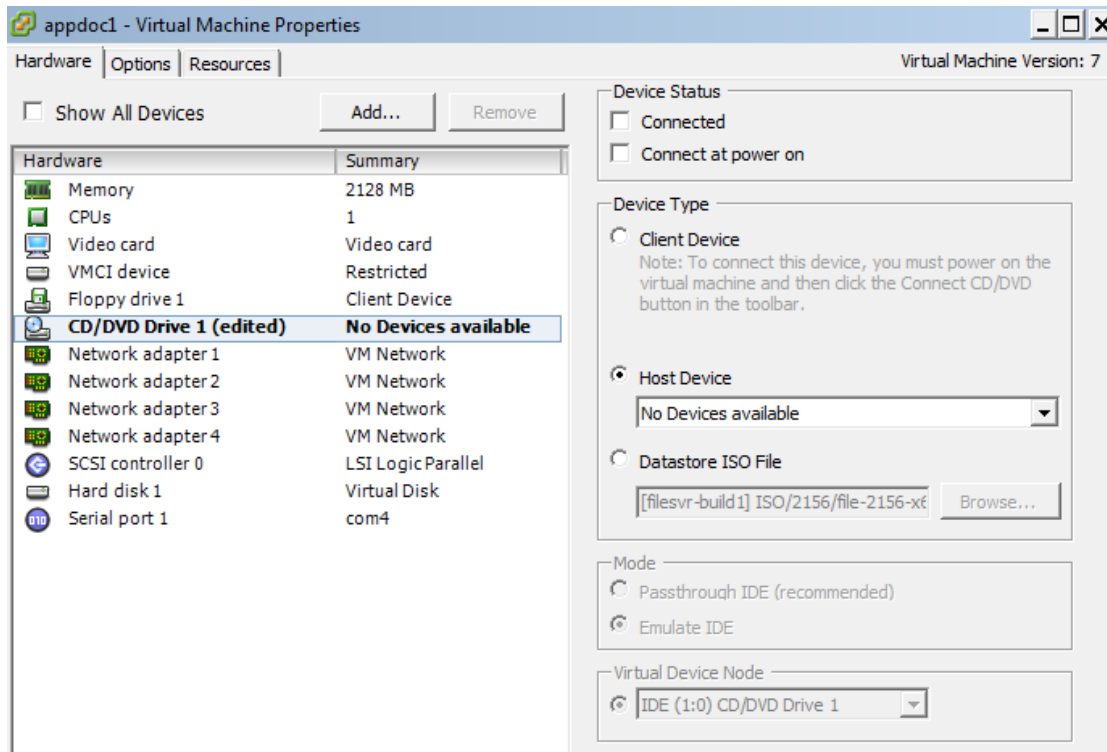 appdoc1 - Virtual Machine Properties
Hardware Options Resources
Virtual Machine Version: 7
Show All Devices Add... Remove
Hardware Summary
Memory 2128 MB
CPUs 1
Video card Video card
VMCI device Restricted
Floppy drive 1 Client Device
CD/DVD Drive 1 (edited) No Devices available
Network adapter 1 VM Network
Network adapter 2 VM Network
Network adapter 3 VM Network
Network adapter 4 VM Network
SCSI controller 0 LSI Logic Parallel
Hard disk 1 Virtual Disk
Serial port 1 com4
Device Status
Connected
Connect at power on
Device Type
Client Device
Note: To connect this device, you must power on the
virtual machine and then click the Connect CD/DVD
button in the toolbar.
Host Device
No Devices available
Datastore ISO File
[filesvr-build1] ISO/2156/file-2156-x6 Browse...
Mode
Passthrough IDE (recommended)
Emulate IDE
Virtual Device Node
IDE (1:0) CD/DVD Drive 1